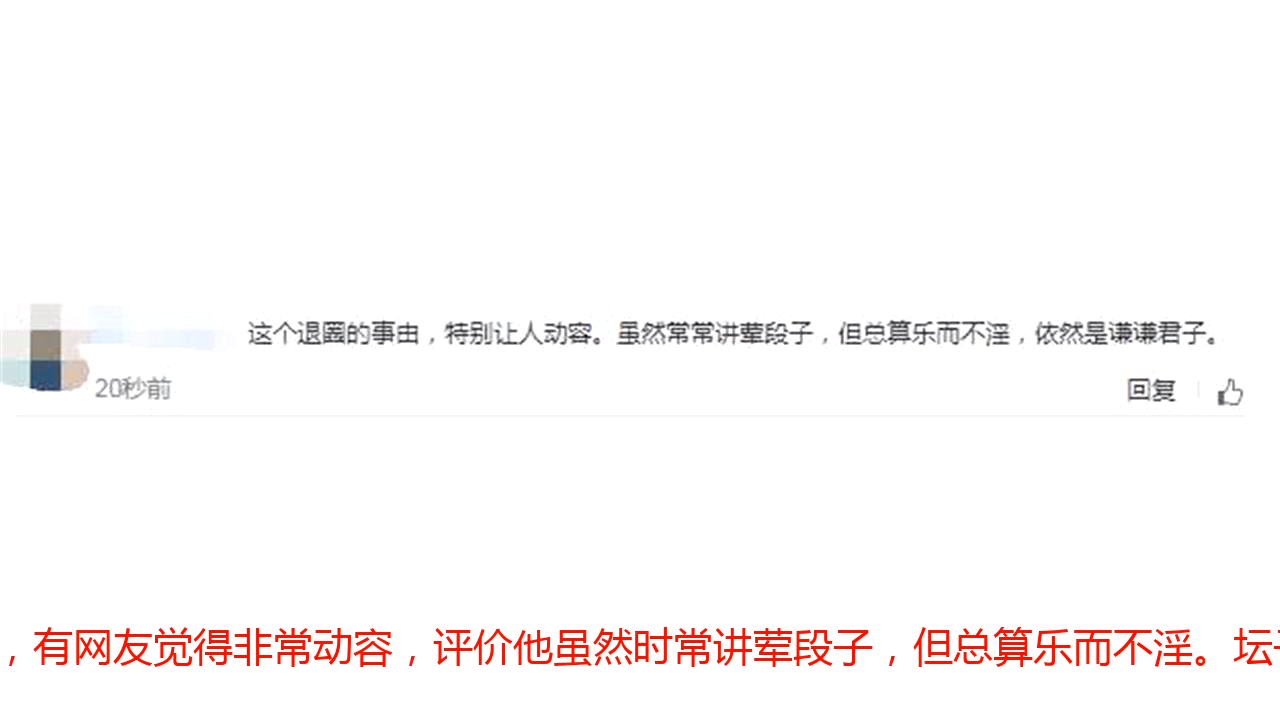 这个退圈的事由，特别让人动容。虽然常常讲荤段子，但总算乐而不淫，依然是谦谦君子。
20秒前
回复
，有网友觉得非常动容，评价他虽然时常讲荤段子，但总算乐而不淫。坛